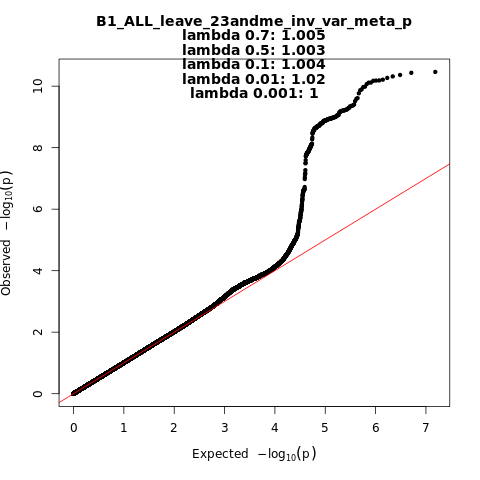 B1_ALL_leave_23andme_inv_var_meta_p
lambda 0.7: 1.005
lambda 0.5: 1.003
lambda 0.1: 1.004
lambda 0.01: 1.02
lambda 0.001: 1
10
8
6
4
2
0
Observed −log10(p)
0 1 2 3 4 5 6 7
Expected −log10(p)